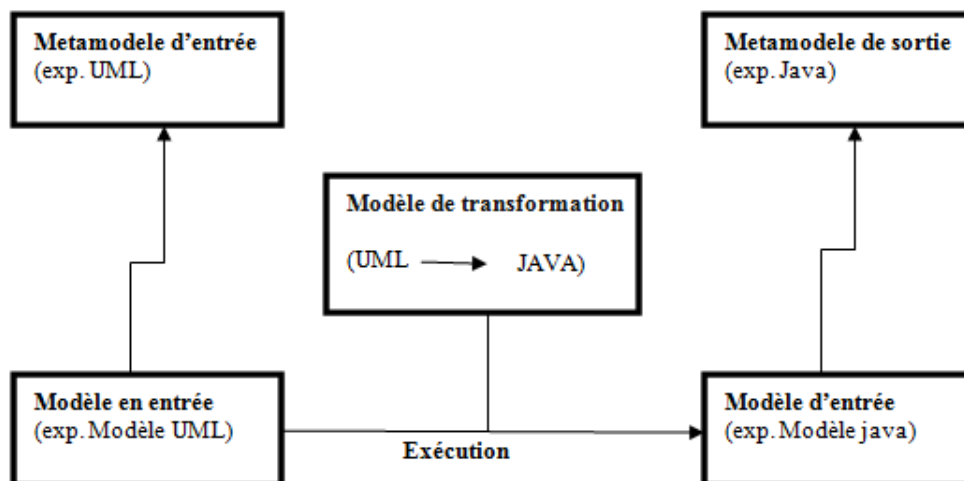 Metamodele d'entrée
(exp. UML)
Metamodele de sortie
(exp. Java)
Modèle de transformation
(UML JAVA)
Modèle en entrée
(exp. Modèle UML)
Modèle d'entrée
(exp. Modèle java)
Exécution